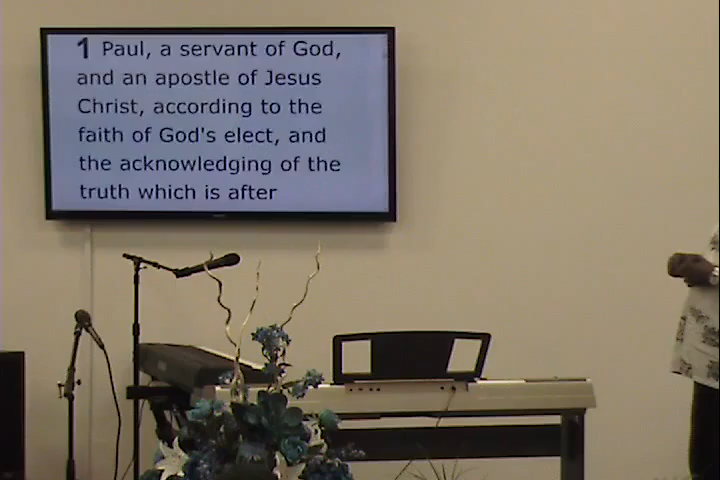 1 Paul, a servant of God,
and an apostle of Jesus
Christ, according to the
faith of God's elect, and
the acknowledging of the
truth which is after